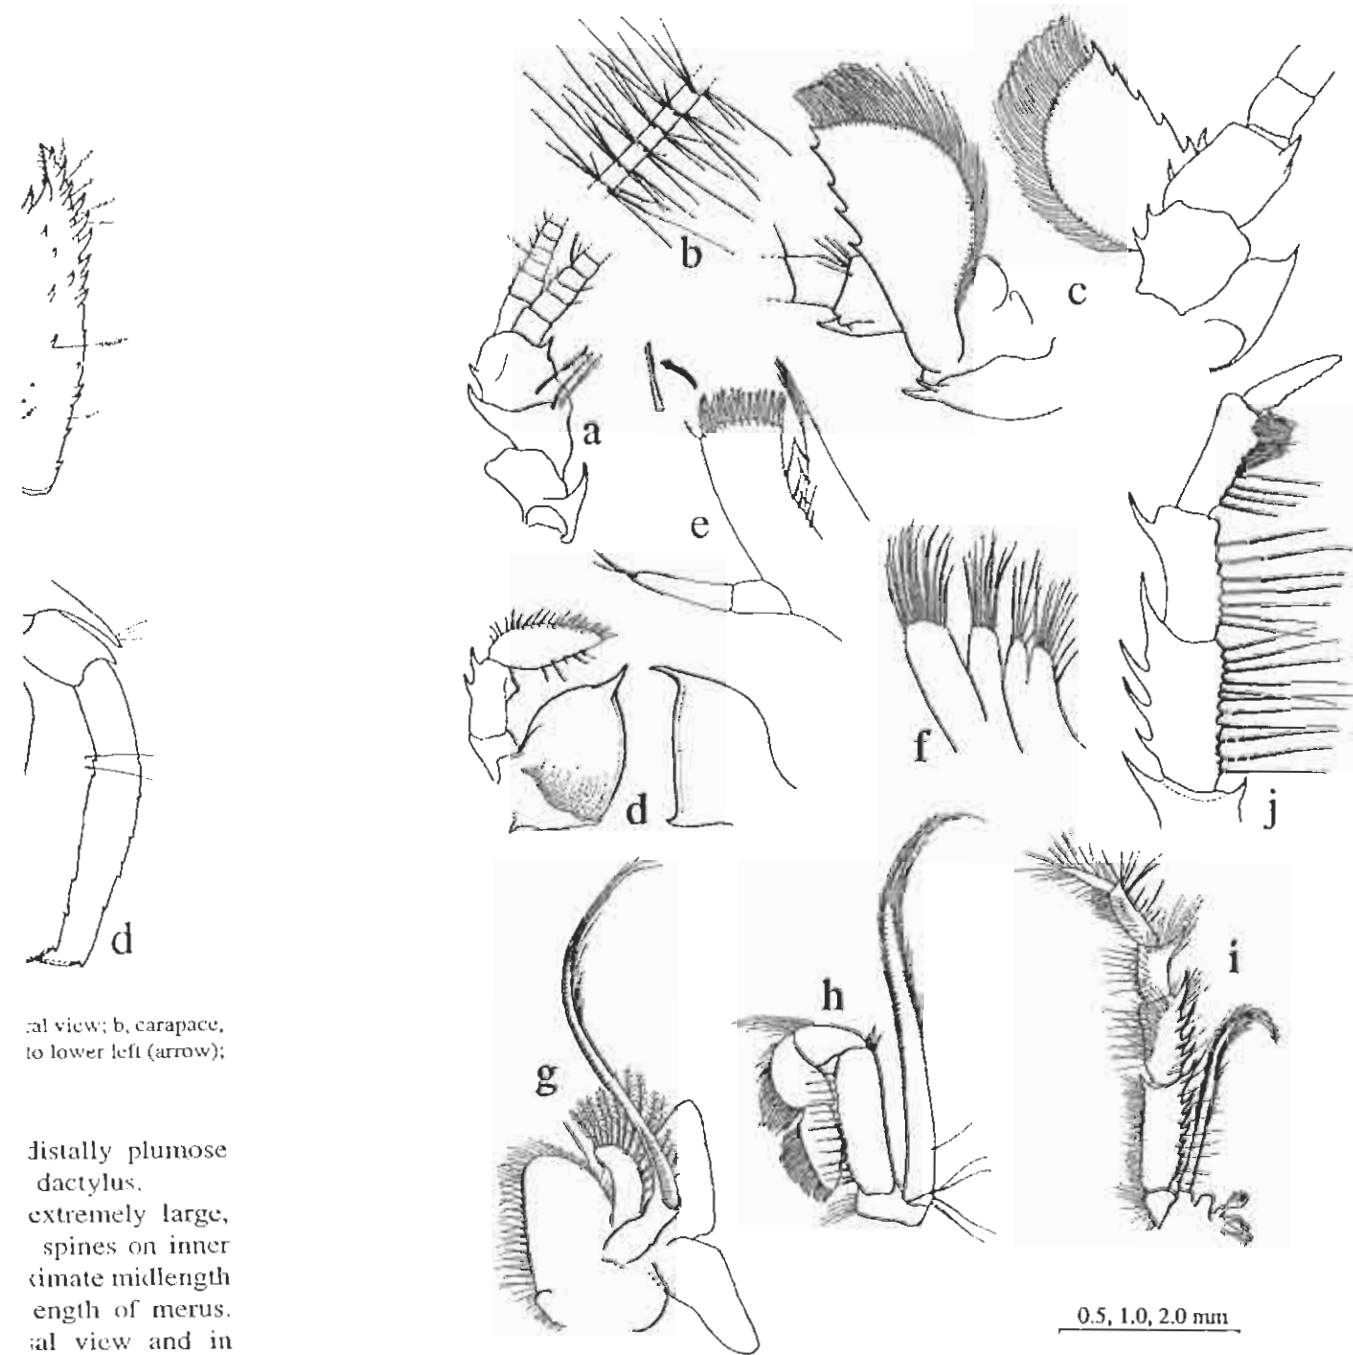 b
c
a
e
f
d
j
d
i
h
g
:al view; b, carapace,
to lower left (arrow);
distally plumose
dactylus.
extremely large,
spines on inner
ximate midlength
ength of merus.
al view and in
0.5, 1.0, 2.0 mm